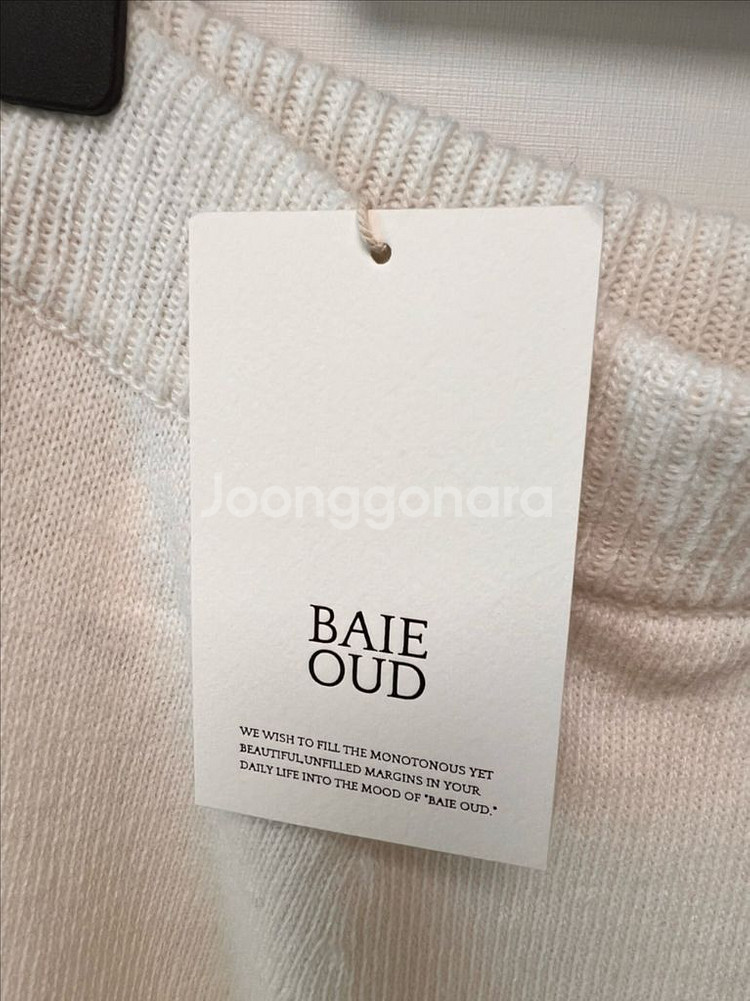 Joonggonara
BAIE
OUD
WE WISH TO FILL THE MONOTONOUS YET
BEAUTIFUL,UNFILLED MARGINS IN YOUR
DAILY LIFE INTO THE MOOD OF "BAIE OUD."